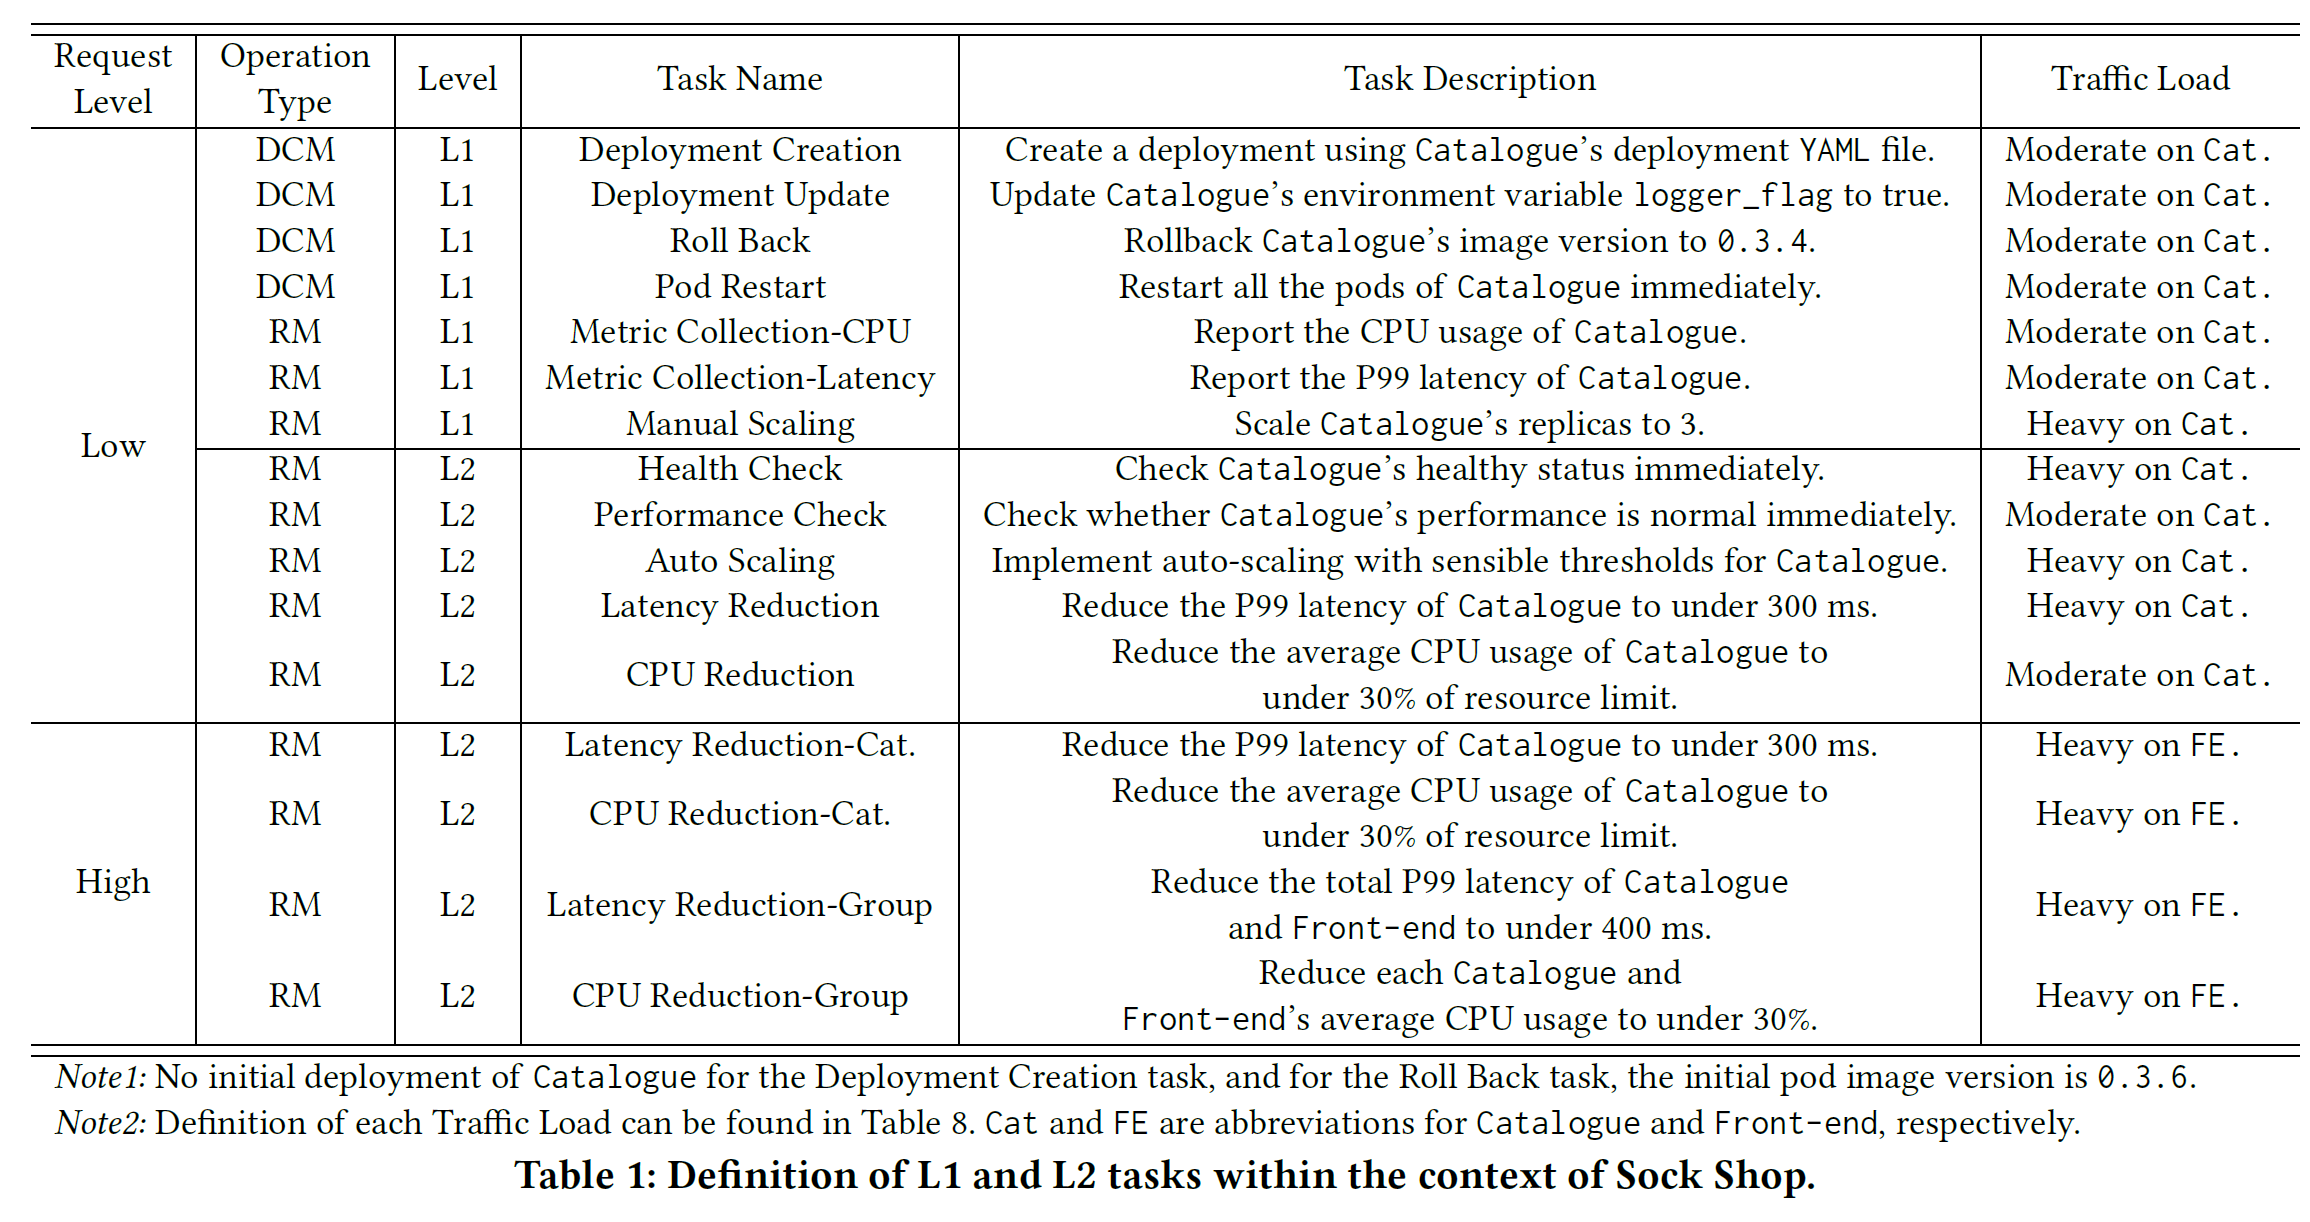 Request Level | Operation Type | Level | Task Name | Task Description | Traffic Load
Low | DCM | L1 | Deployment Creation | Create a deployment using Catalogue’s deployment YAML file. | Moderate on Cat.
DCM | L1 | Deployment Update | Update Catalogue’s environment variable logger_flag to true. | Moderate on Cat.
DCM | L1 | Roll Back | Rollback Catalogue’s image version to 0.3.4. | Moderate on Cat.
DCM | L1 | Pod Restart | Restart all the pods of Catalogue immediately. | Moderate on Cat.
RM | L1 | Metric Collection-CPU | Report the CPU usage of Catalogue. | Moderate on Cat.
RM | L1 | Metric Collection-Latency | Report the P99 latency of Catalogue. | Moderate on Cat.
RM | L1 | Manual Scaling | Scale Catalogue’s replicas to 3. | Heavy on Cat.
RM | L2 | Health Check | Check Catalogue’s healthy status immediately. | Heavy on Cat.
RM | L2 | Performance Check | Check whether Catalogue’s performance is normal immediately. | Moderate on Cat.
RM | L2 | Auto Scaling | Implement auto-scaling with sensible thresholds for Catalogue. | Heavy on Cat.
RM | L2 | Latency Reduction | Reduce the P99 latency of Catalogue to under 300 ms. | Heavy on Cat.
RM | L2 | CPU Reduction | Reduce the average CPU usage of Catalogue to under 30% of resource limit. | Moderate on Cat.
High | RM | L2 | Latency Reduction-Cat. | Reduce the P99 latency of Catalogue to under 300 ms. | Heavy on FE.
RM | L2 | CPU Reduction-Cat. | Reduce the average CPU usage of Catalogue to under 30% of resource limit. | Heavy on FE.
RM | L2 | Latency Reduction-Group | Reduce the total P99 latency of Catalogue and Front-end to under 400 ms. | Heavy on FE.
RM | L2 | CPU Reduction-Group | Reduce each Catalogue and Front-end’s average CPU usage to under 30%. | Heavy on FE.
Note1: No initial deployment of Catalogue for the Deployment Creation task, and for the Roll Back task, the initial pod image version is 0.3.6.
Note2: Definition of each Traffic Load can be found in Table 8. Cat and FE are abbreviations for Catalogue and Front-end, respectively.
Table 1: Definition of L1 and L2 tasks within the context of Sock Shop.